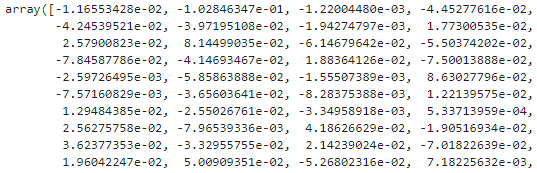 array([-1.16553428e-02, -1.02846347e-01, -1.22004480e-03, -4.45277616e-02,
-4.24539521e-02, -3.97195108e-02, -1.94274797e-03, 1.77300535e-02,
2.57900823e-02, 8.14499035e-02, -6.14679642e-02, -5.50374202e-02,
-7.84587786e-02, -4.14693467e-02, 1.88364126e-02, -7.50013888e-02,
-2.59726495e-03, -5.85863888e-02, -1.55507389e-03, 8.63027796e-02,
-7.57160829e-03, -3.65603641e-02, -8.28375388e-03, 1.22139575e-02,
1.29484385e-02, -2.55026761e-02, -3.34958918e-03, 5.33713959e-04,
2.56275758e-02, -7.96539336e-03, 4.18626629e-02, -1.90516934e-02,
3.62377353e-02, -3.32955755e-02, 2.14239024e-02, -7.01822639e-02,
1.96042247e-02, 5.00909351e-02, -5.26802316e-02, 7.18225632e-03,